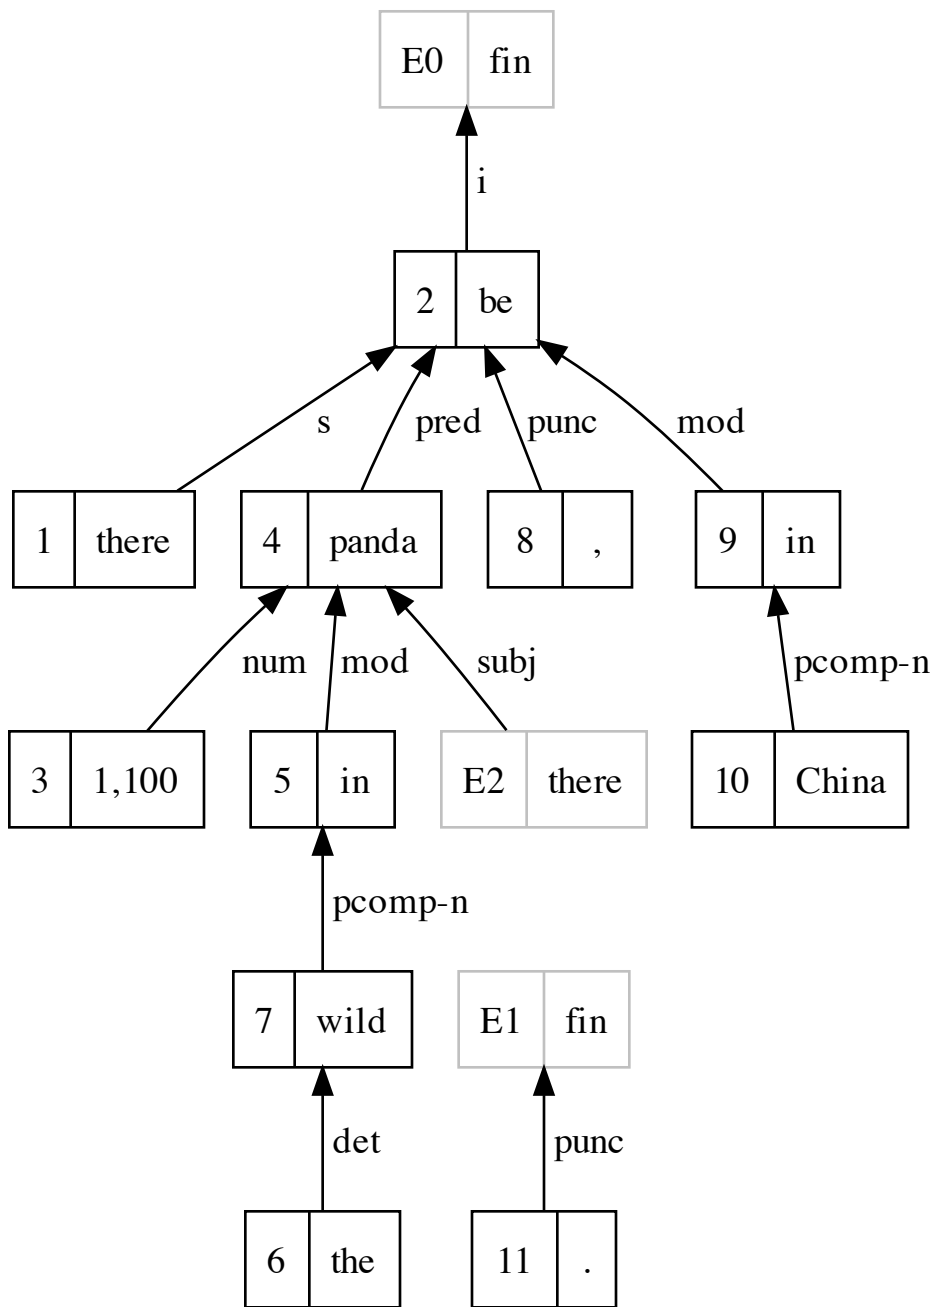 E0 fin
i
2 be
s pred punc mod
1 there 4 panda 8 , 9 in
num mod subj pcomp-n
3 1,100 5 in E2 there 10 China
pcomp-n
7 wild E1 fin
det punc
6 the 11 .